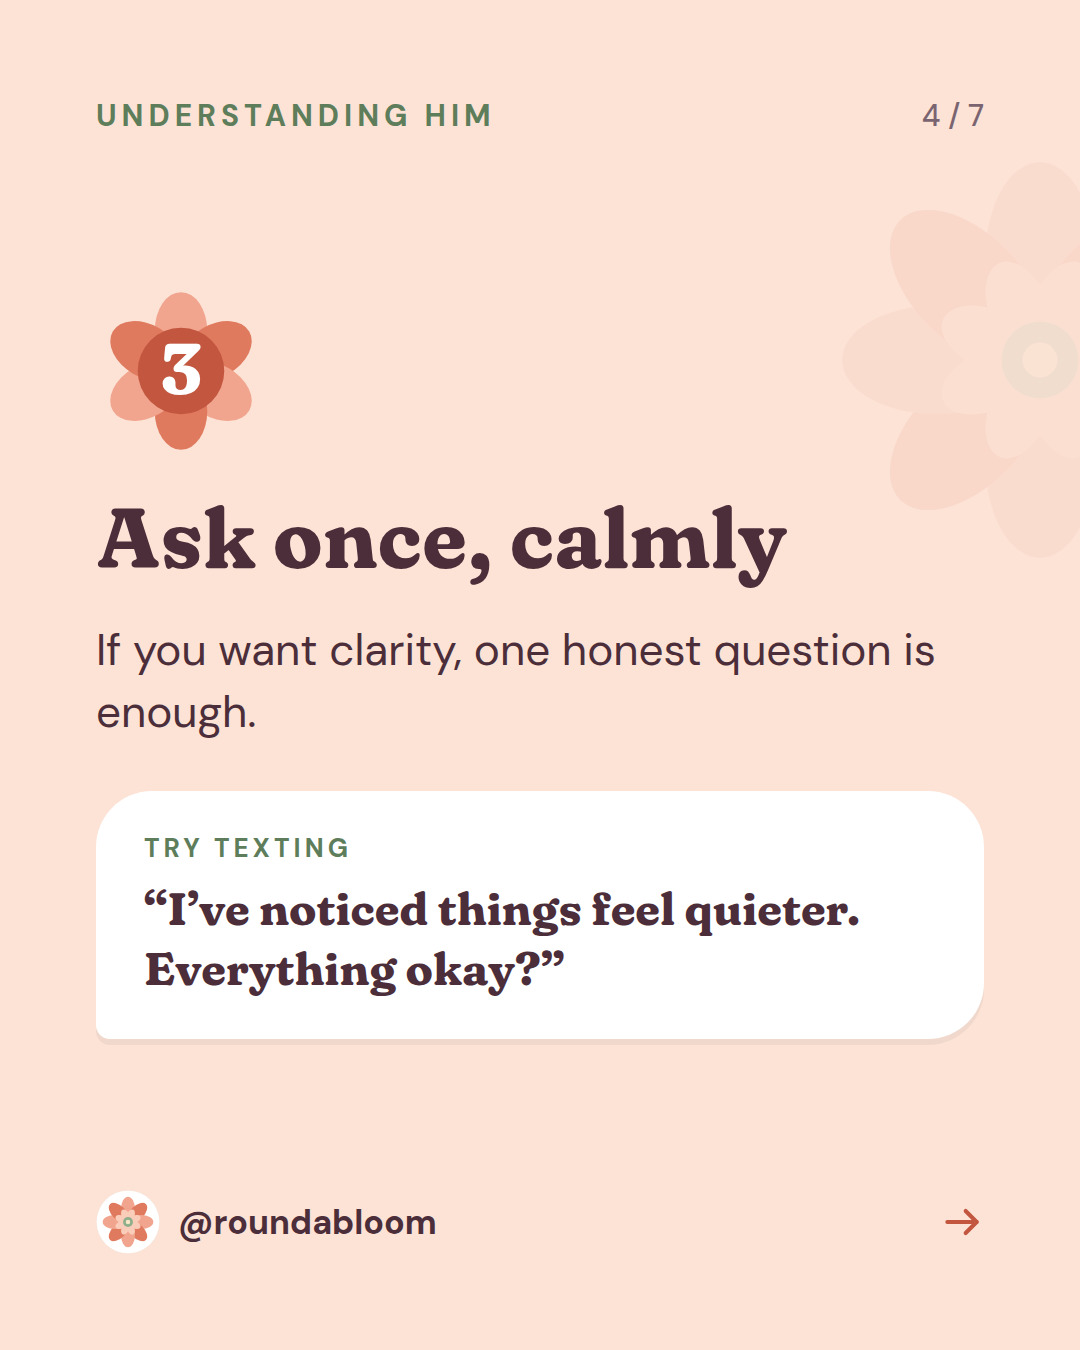 UNDERSTANDING HIM
4 / 7
3
Ask once, calmly
If you want clarity, one honest question is
enough.
TRY TEXTING
“I’ve noticed things feel quieter.
Everything okay?”
@roundabloom